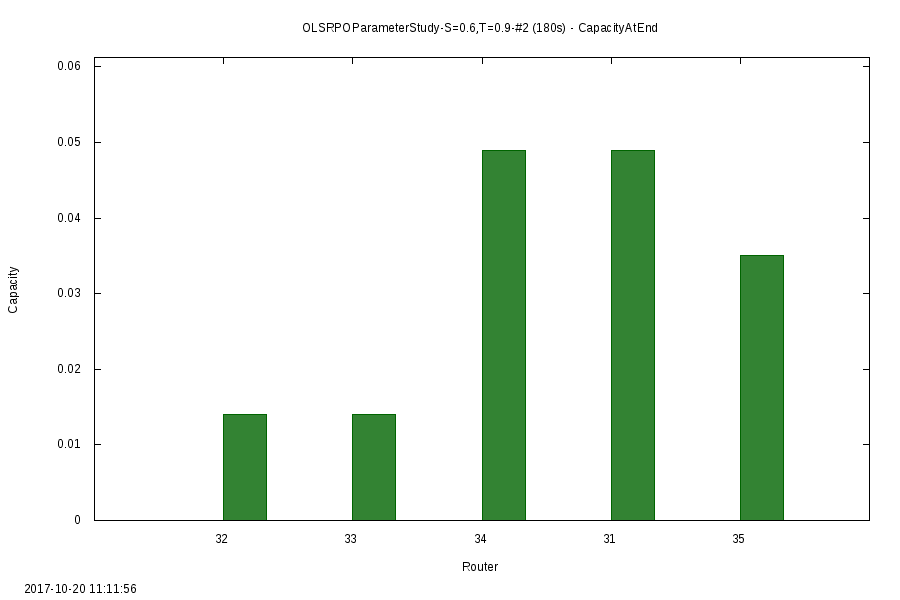 OLSRPOParameterStudy-S=0.6,T=0.9-#2 (180s) - CapacityAtEnd
0.06
0.05
0.04
0.03
0.02
0.01
0
Capacity
32 33 34 31 35
Router
2017-10-20 11:11:56